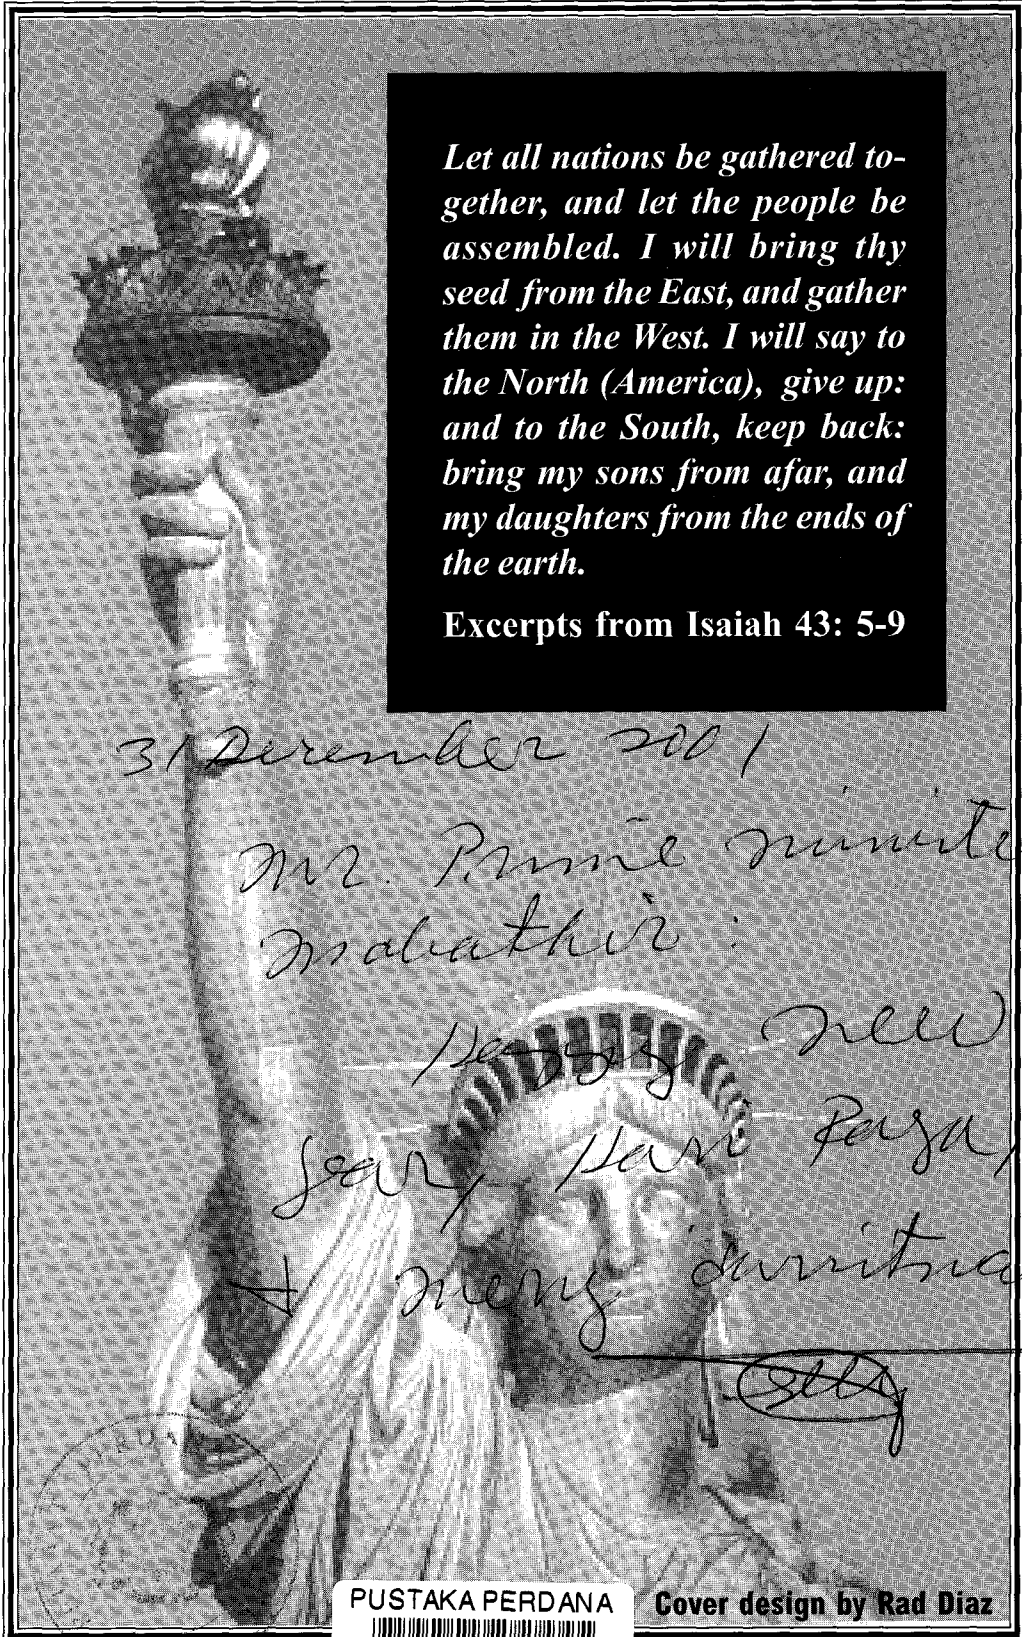 Let all nations be gathered to-
gether, and let the people be
assembled. I will bring thy
seed from the East, and gather
them in the West. I will say to
the North (America), give up:
and to the South, keep back:
bring my sons from afar, and
my daughters from the ends of
the earth.
Excerpts from Isaiah 43: 5-9
31 December 2001
Mr. Prime Ministe
Mahathir
Happy New
Year, Hari Raya,
+ Merry
PUSTAKA PERDANA
Cover design by Rad Diaz